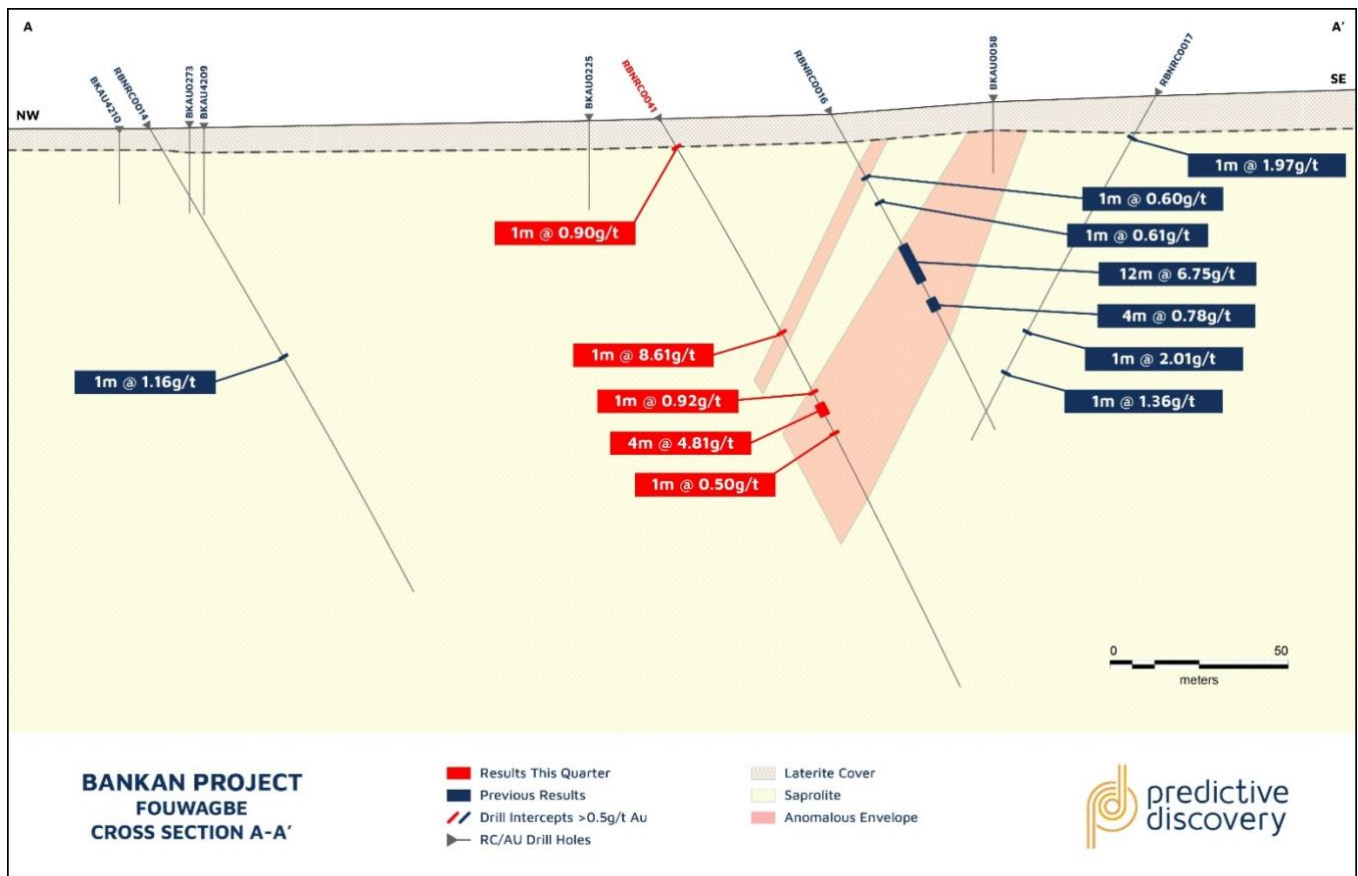 A
A'
NW
SE
BKAU4210
RBNRC0014
BKAU0273
BKAU4209
BKAU0225
RBNRC0041
RBNRC0016
BKAU0058
RBNRC0017
1m @ 1.97g/t
1m @ 0.60g/t
1m @ 0.61g/t
12m @ 6.75g/t
4m @ 0.78g/t
1m @ 2.01g/t
1m @ 1.36g/t
1m @ 0.90g/t
1m @ 8.61g/t
1m @ 0.92g/t
4m @ 4.81g/t
1m @ 0.50g/t
1m @ 1.16g/t
0 50
meters
BANKAN PROJECT
FOUWAGBE
CROSS SECTION A-A'
Results This Quarter
Previous Results
Drill Intercepts >0.5g/t Au
RC/AU Drill Holes
Laterite Cover
Saprolite
Anomalous Envelope
predictive
discovery